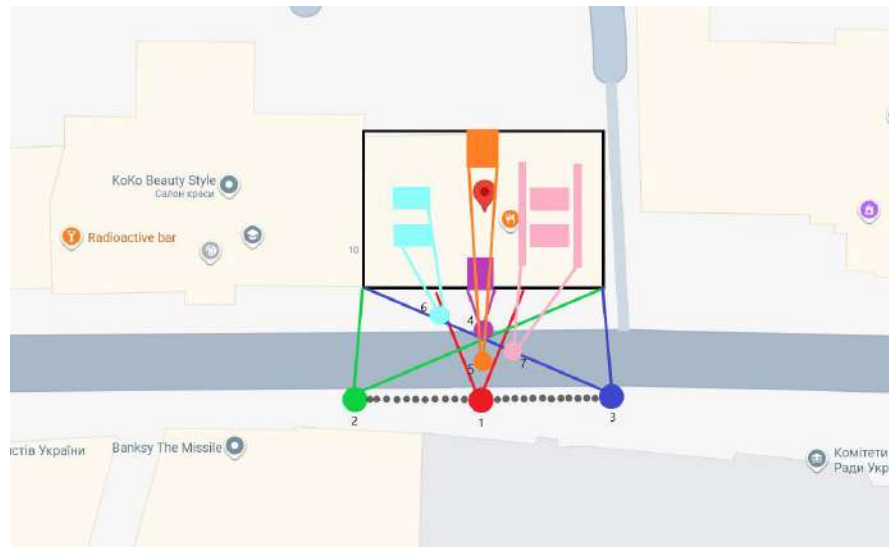 KoKo Beauty Style
Салон краси
Radioactive bar
10
6
4
5
7
2
1
3
стів України
Banksy The Missile
Комітети
Ради Укр